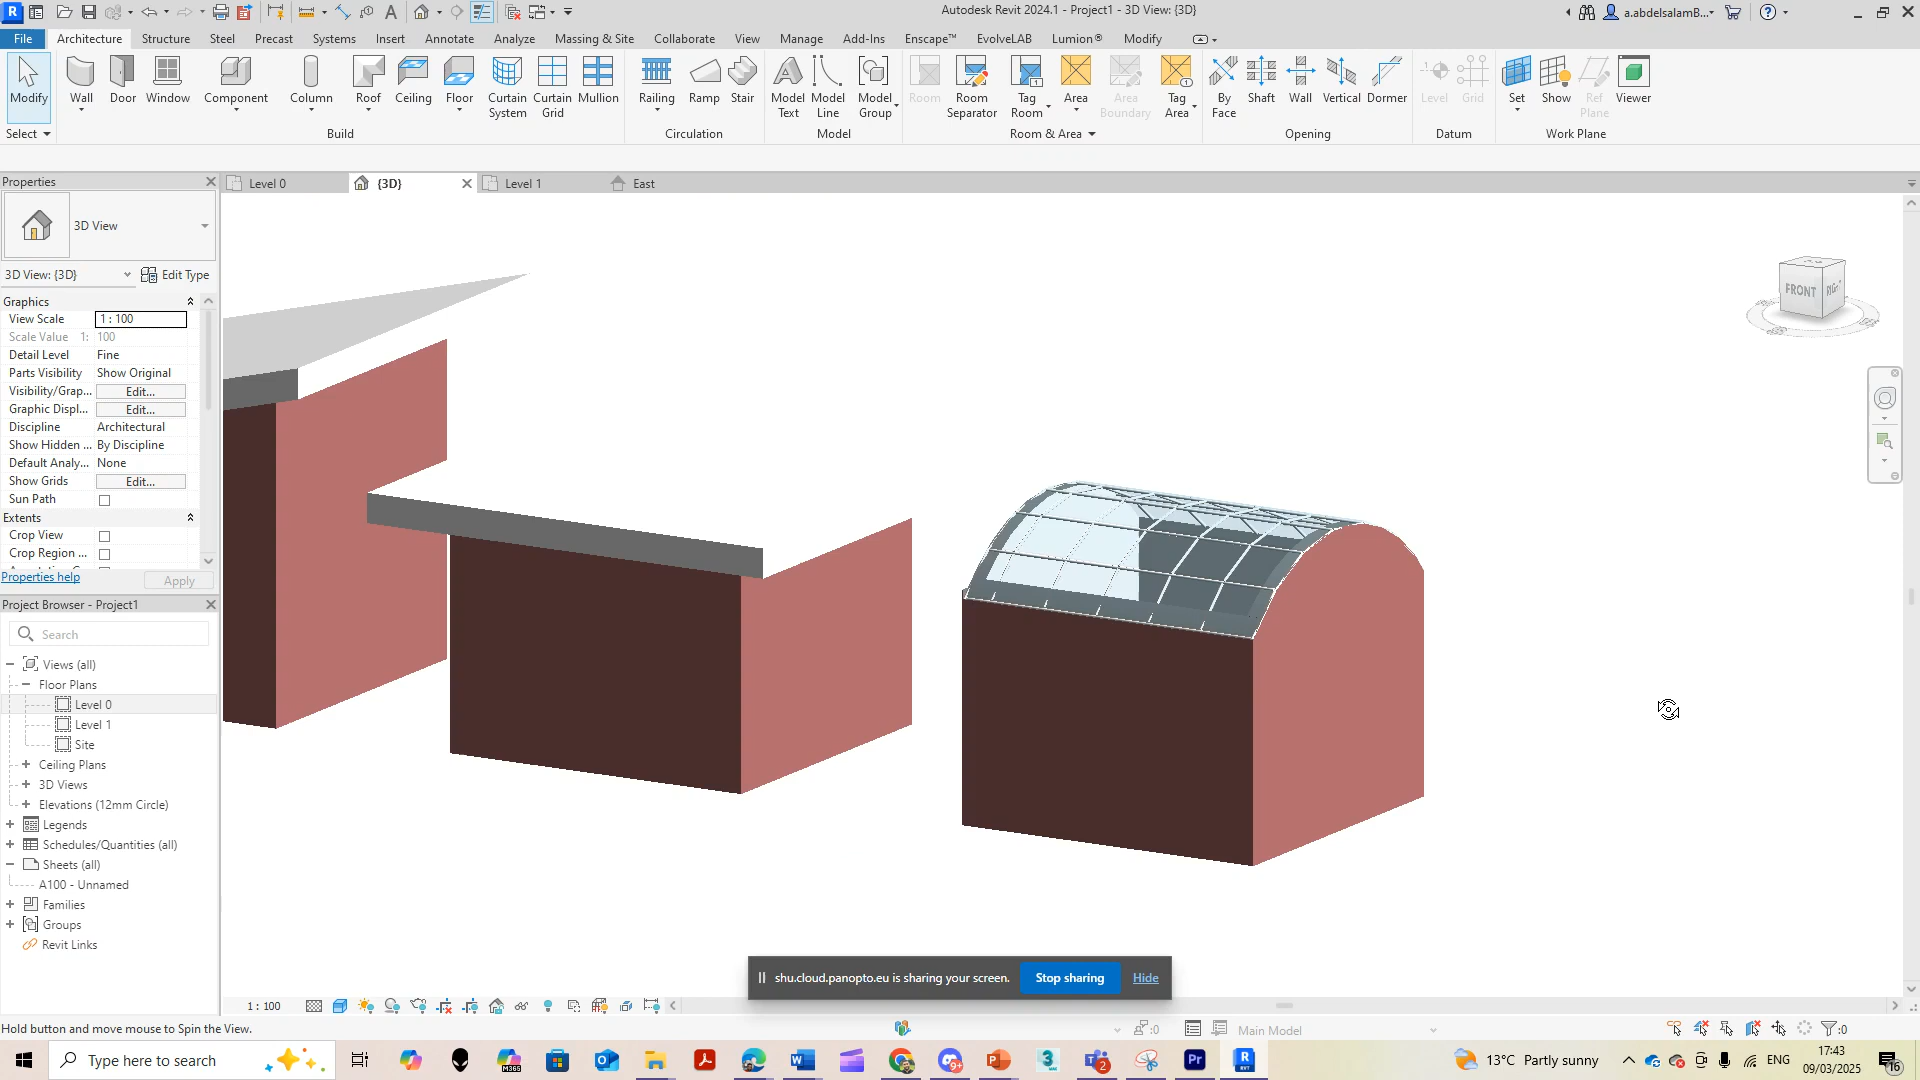 Autodesk Revit 2024.1 - Project1 - 3D View: {3D}
a.abdelsalamB...
File Architecture Structure Steel Precast Systems Insert Annotate Analyze Massing & Site Collaborate View Manage Add-Ins Enscape™ EvolveLAB Lumion® Modify
Modify Wall Door Window Component Column Roof Ceiling Floor Curtain System Curtain Grid Mullion Railing Ramp Stair Model Text Model Line Model Group Room Room Separator Tag Room Area Area Boundary Tag Area By Face Shaft Wall Vertical Dormer Level Grid Set Show Ref Plane Viewer
Select Build Circulation Model Room & Area Opening Datum Work Plane
Properties
Level 0 {3D} Level 1 East
3D View
3D View: {3D} Edit Type
Graphics
View Scale 1 : 100
Scale Value 1: 100
Detail Level Fine
Parts Visibility Show Original
Visibility/Grap... Edit...
Graphic Displ... Edit...
Discipline Architectural
Show Hidden ... By Discipline
Default Analy... None
Show Grids Edit...
Sun Path
Extents
Crop View
Crop Region ...
Properties help Apply
FRONT
Project Browser - Project1
Search
Views (all)
Floor Plans
Level 0
Level 1
Site
Ceiling Plans
3D Views
Elevations (12mm Circle)
Legends
Schedules/Quantities (all)
Sheets (all)
A100 - Unnamed
Families
Groups
Revit Links
shu.cloud.panopto.eu is sharing your screen. Stop sharing Hide
1 : 100
Hold button and move mouse to Spin the View.
:0 Main Model :0
Type here to search
13°C Partly sunny ENG
17:43
09/03/2025
16